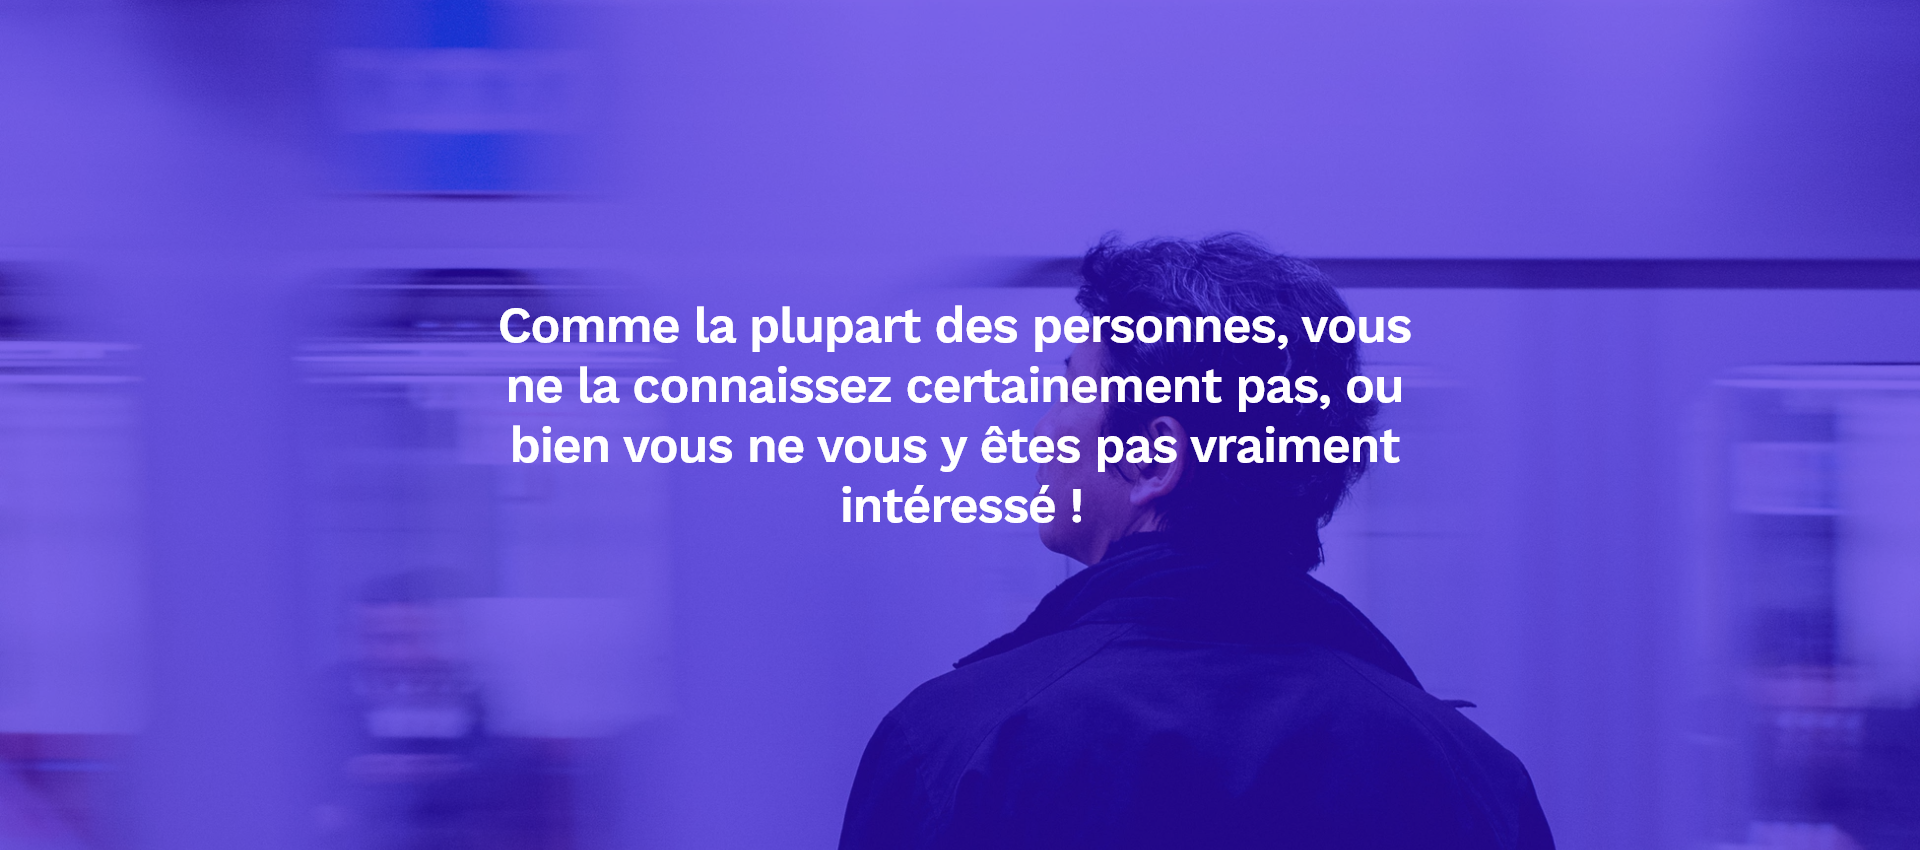 Comme la plupart des personnes, vous
ne la connaissez certainement pas, ou
bien vous ne vous y êtes pas vraiment
intéressé !